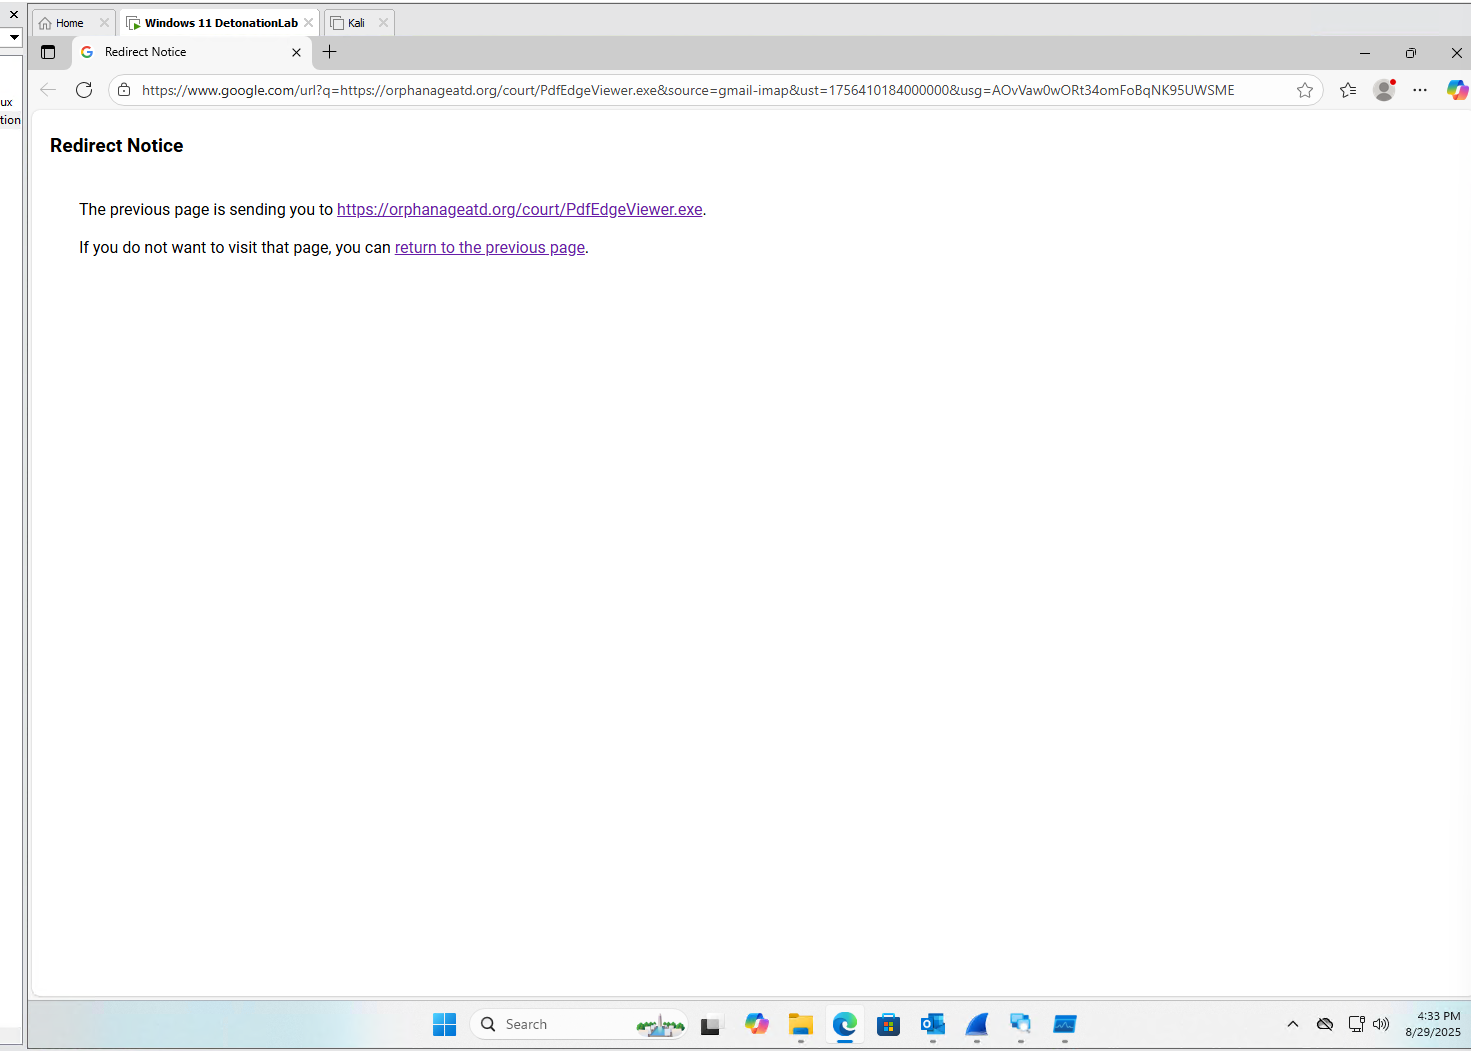 Home
Windows 11 DetonationLab
Kali
Redirect Notice
https://www.google.com/url?q=https://orphanageatd.org/court/PdfEdgeViewer.exe&source=gmail-imap&ust=1756410184000000&usg=AOvVaw0wORt34omFoBqNK95UWSME
ux
tion
Redirect Notice
The previous page is sending you to https://orphanageatd.org/court/PdfEdgeViewer.exe.
If you do not want to visit that page, you can return to the previous page.
Search
4:33 PM
8/29/2025